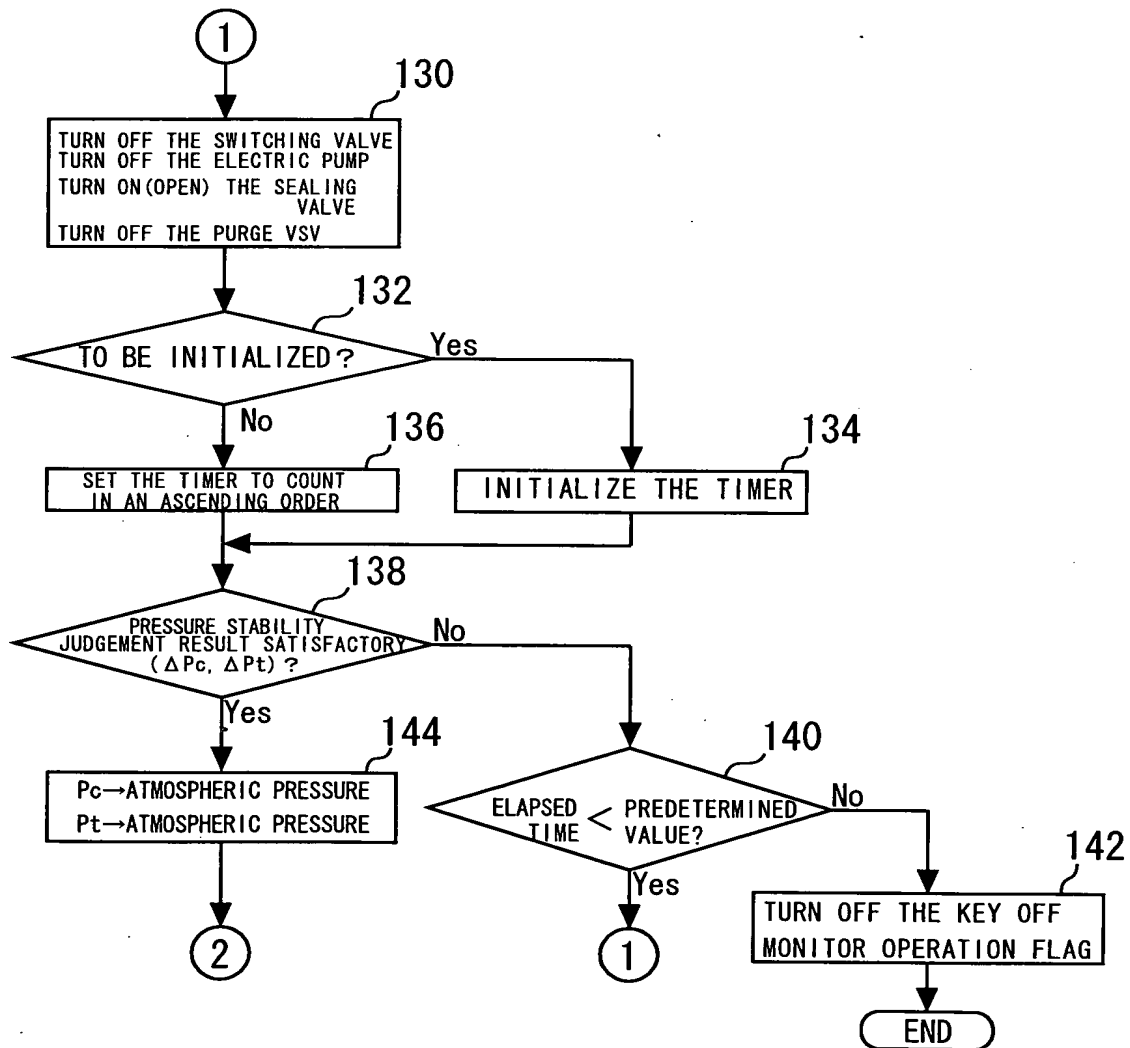 1
130
TURN OFF THE SWITCHING VALVE
TURN OFF THE ELECTRIC PUMP
TURN ON(OPEN) THE SEALING
VALVE
TURN OFF THE PURGE VSV
132
TO BE INITIALIZED?
Yes
No
136
SET THE TIMER TO COUNT
IN AN ASCENDING ORDER
134
INITIALIZE THE TIMER
138
PRESSURE STABILITY
JUDGEMENT RESULT SATISFACTORY
(ΔPc, ΔPt)?
No
Yes
144
Pc→ATMOSPHERIC PRESSURE
Pt→ATMOSPHERIC PRESSURE
2
140
ELAPSED TIME < PREDETERMINED VALUE?
No
Yes
1
142
TURN OFF THE KEY OFF
MONITOR OPERATION FLAG
END